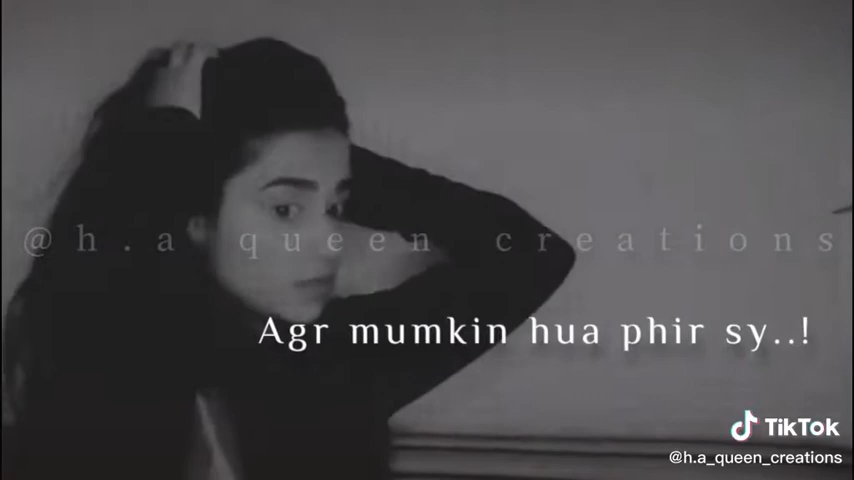 @h.a queen creations
Agr mumkin hua phir sy..!
TikTok
@h.a_queen_creations